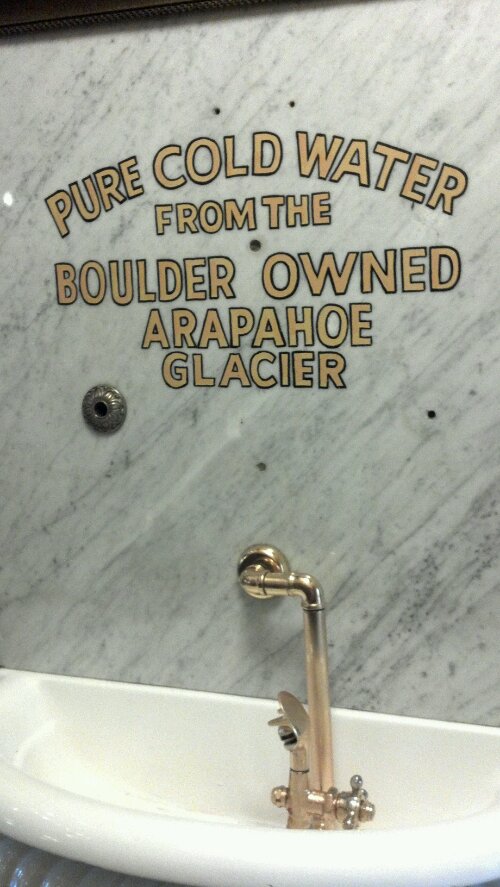 PURE COLD WATER
FROM THE
BOULDER OWNED
ARAPAHOE
GLACIER